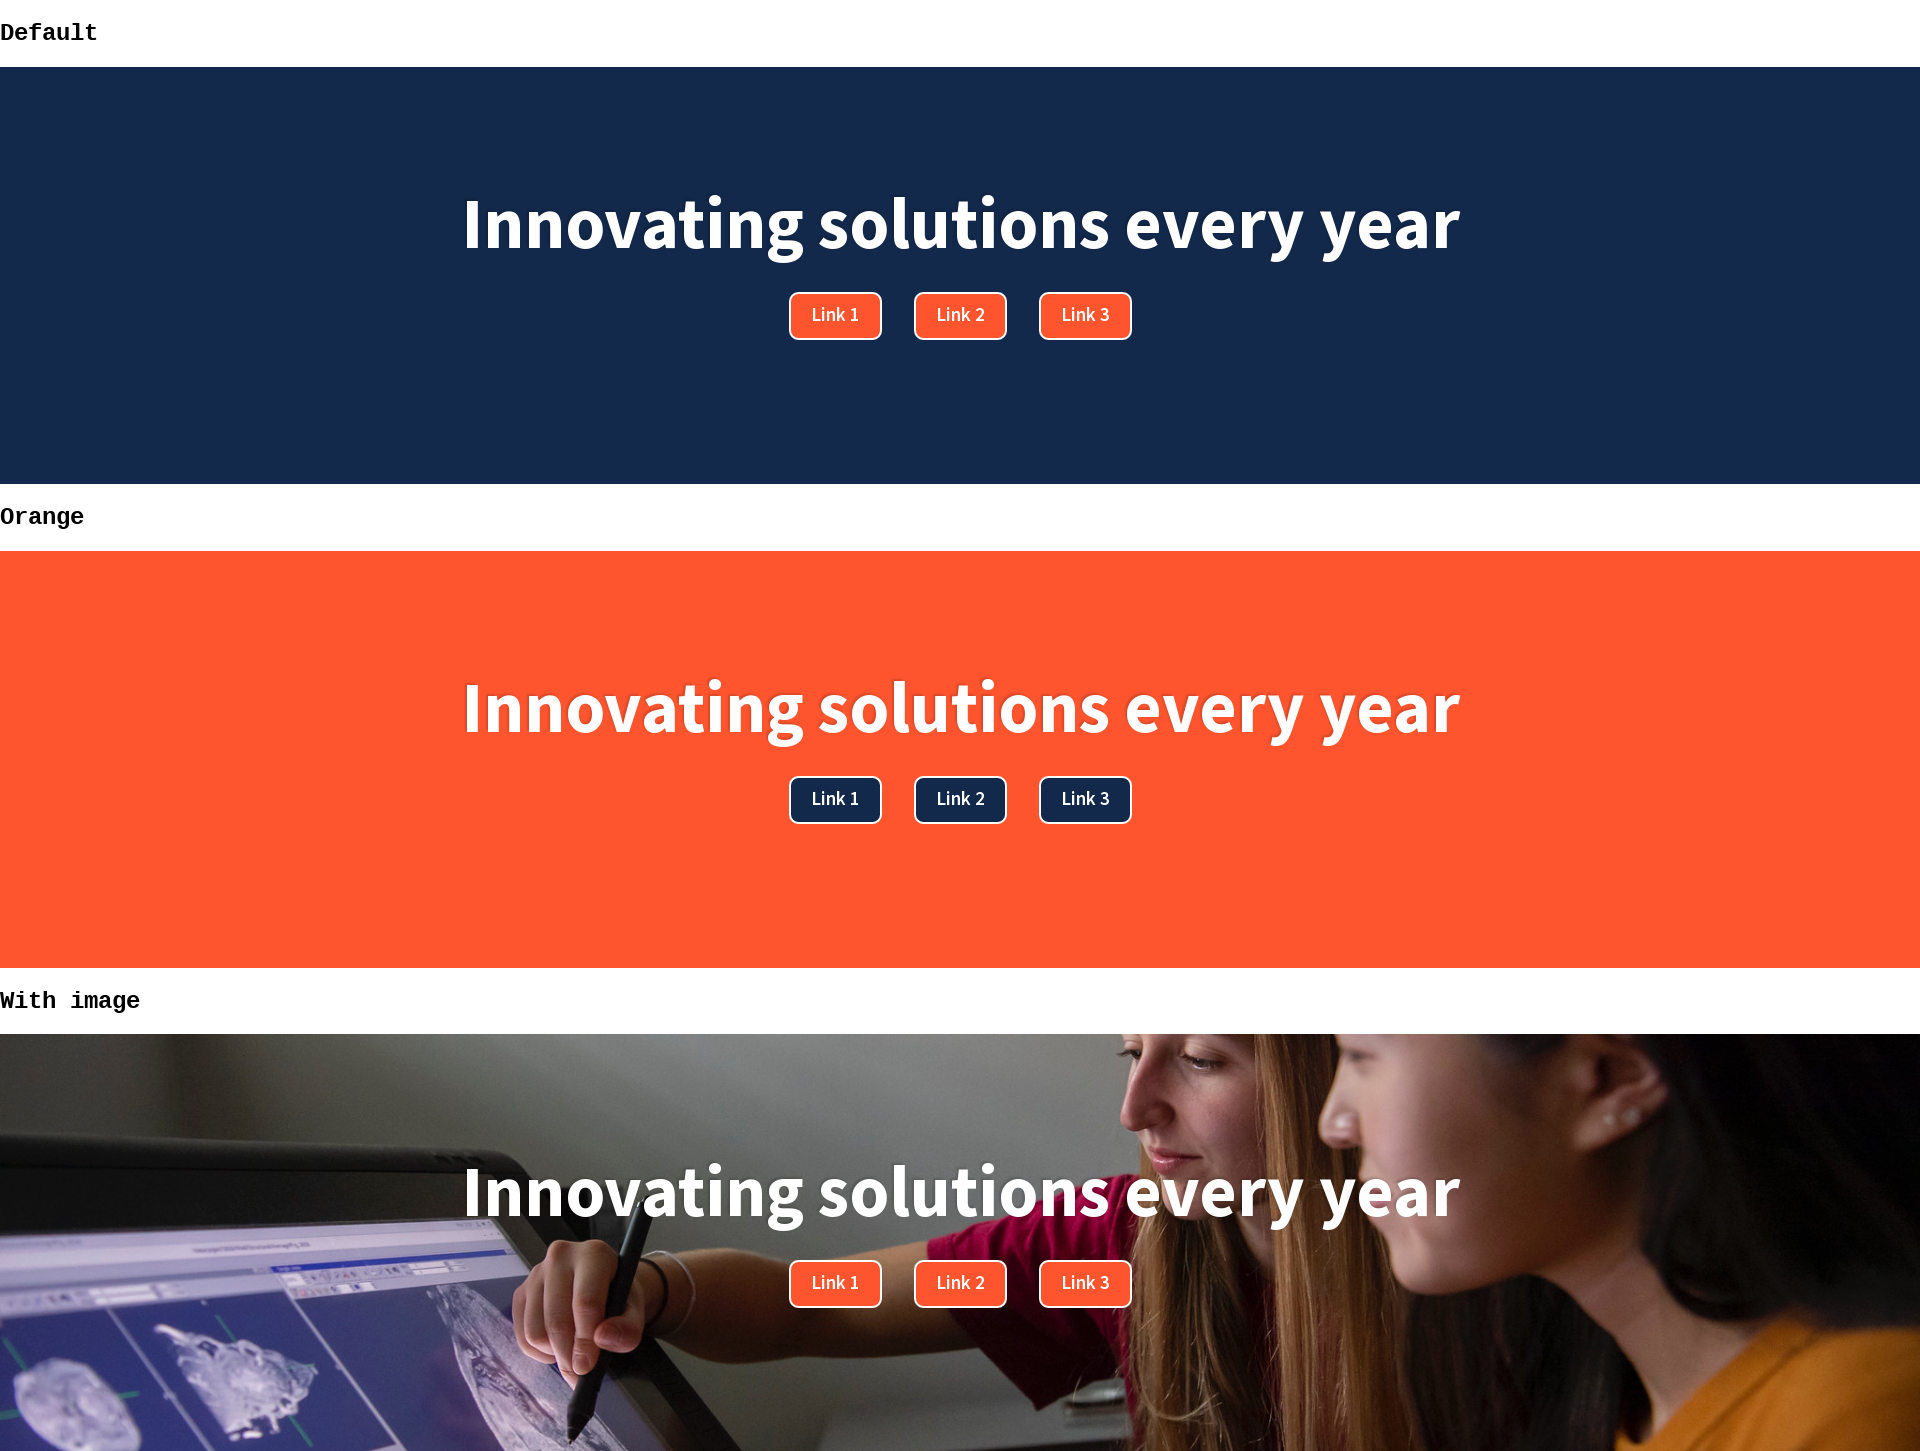 Default
Innovating solutions every year
Link 1 Link 2 Link 3
Orange
Innovating solutions every year
Link 1 Link 2 Link 3
With image
Innovating solutions every year
Link 1 Link 2 Link 3